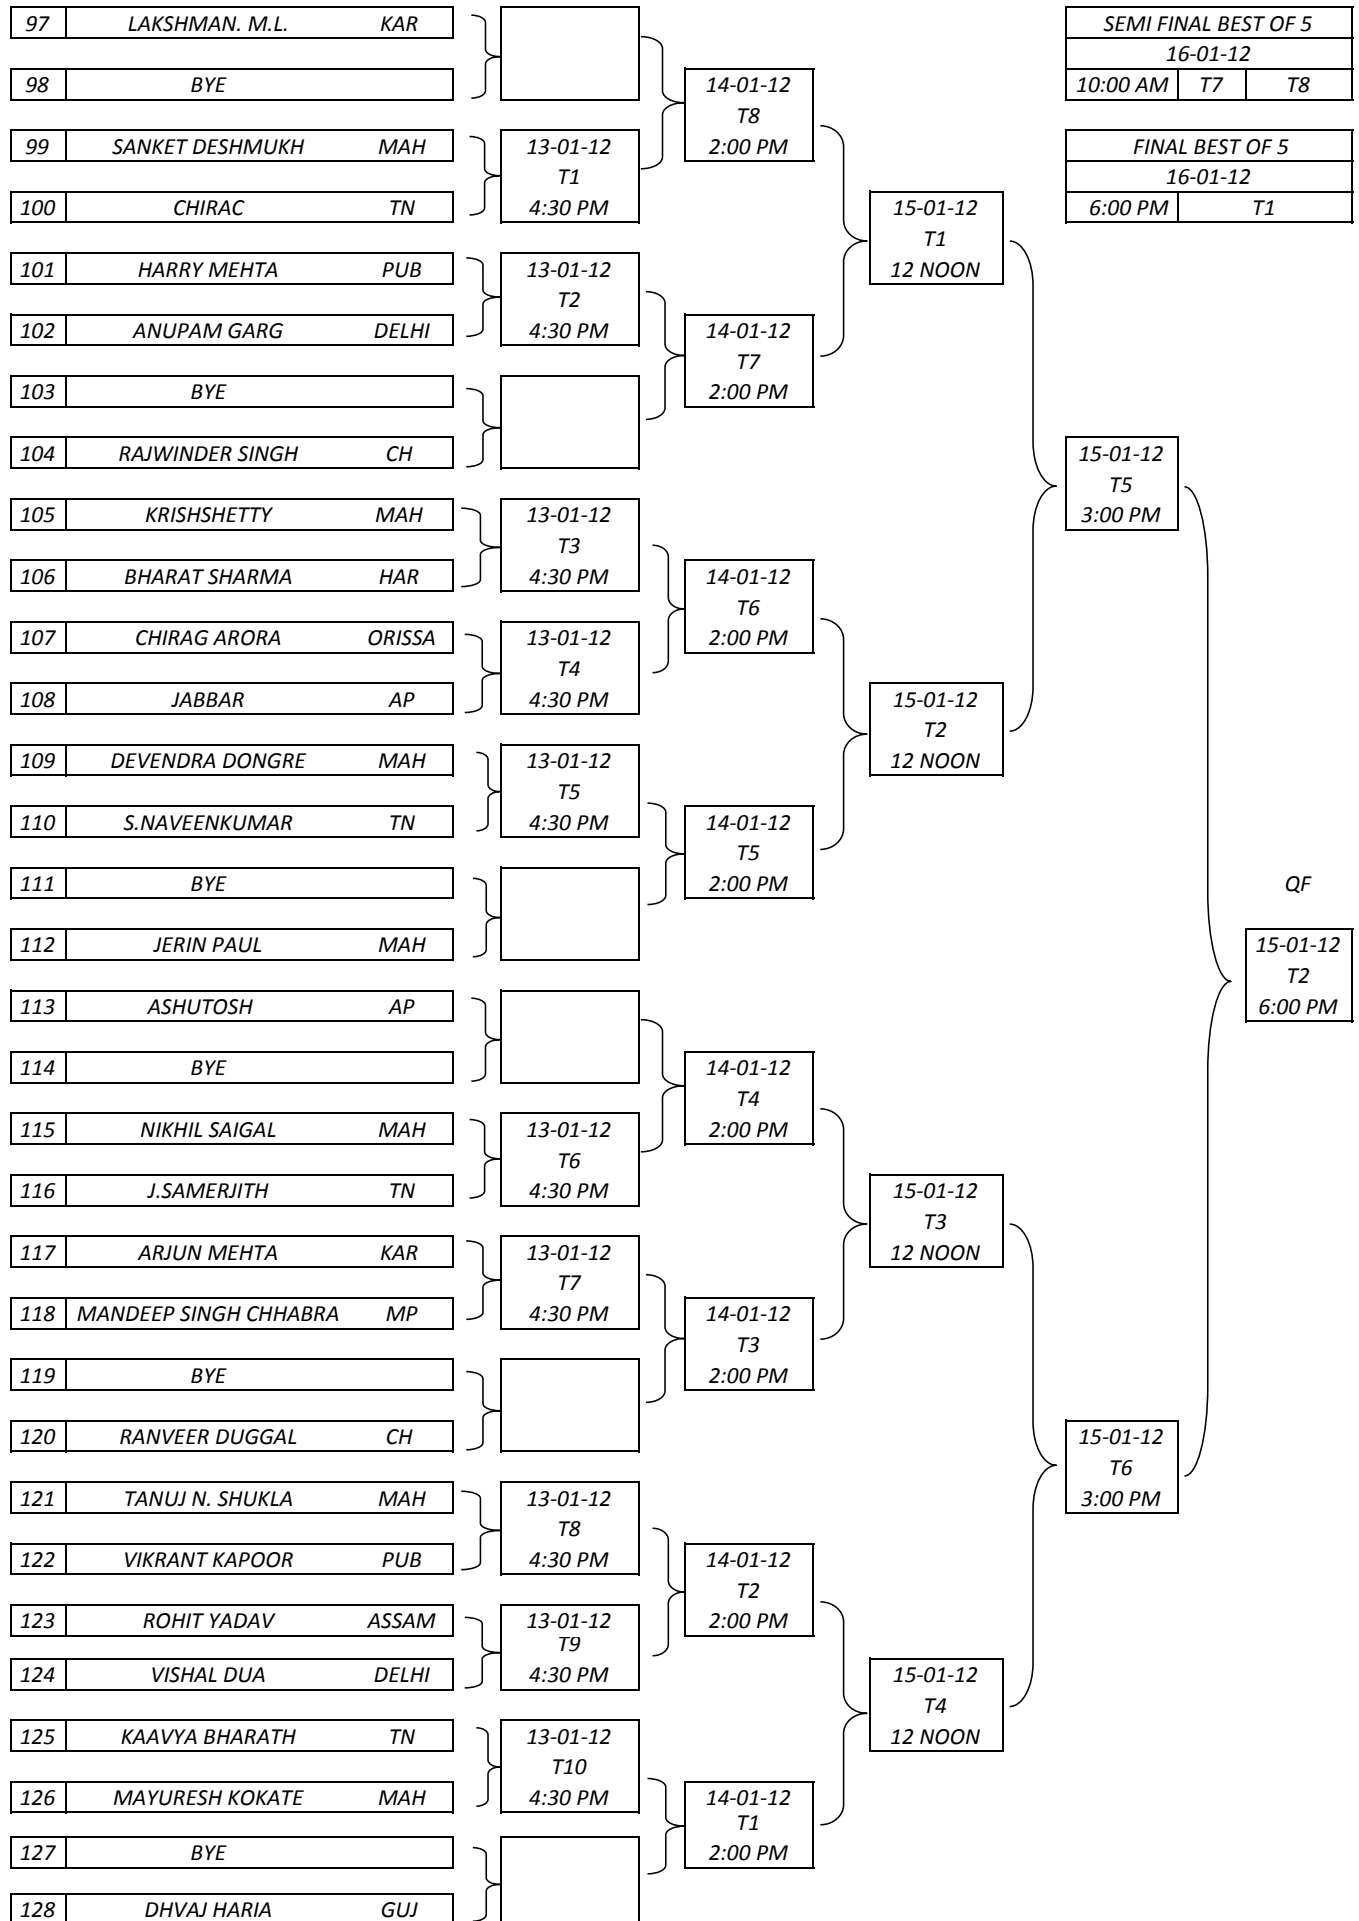 97 LAKSHMAN. M.L. KAR
SEMI FINAL BEST OF 5
16-01-12
98 BYE
14-01-12
10:00 AM T7 T8
T8
99 SANKET DESHMUKH MAH
13-01-12
2:00 PM
FINAL BEST OF 5
T1
16-01-12
100 CHIRAC TN
4:30 PM
15-01-12
6:00 PM T1
T1
101 HARRY MEHTA PUB
13-01-12
12 NOON
T2
102 ANUPAM GARG DELHI
4:30 PM
14-01-12
T7
103 BYE
2:00 PM
104 RAJWINDER SINGH CH
15-01-12
T5
105 KRISHSHETTY MAH
13-01-12
3:00 PM
T3
106 BHARAT SHARMA HAR
4:30 PM
14-01-12
T6
107 CHIRAG ARORA ORISSA
13-01-12
2:00 PM
T4
108 JABBAR AP
4:30 PM
15-01-12
T2
109 DEVENDRA DONGRE MAH
13-01-12
12 NOON
T5
110 S.NAVEENKUMAR TN
4:30 PM
14-01-12
T5
111 BYE
2:00 PM
QF
112 JERIN PAUL MAH
15-01-12
T2
113 ASHUTOSH AP
6:00 PM
114 BYE
14-01-12
T4
115 NIKHIL SAIGAL MAH
13-01-12
2:00 PM
T6
116 J.SAMERJITH TN
4:30 PM
15-01-12
T3
117 ARJUN MEHTA KAR
13-01-12
12 NOON
T7
118 MANDEEP SINGH CHHABRA MP
4:30 PM
14-01-12
T3
119 BYE
2:00 PM
120 RANVEER DUGGAL CH
15-01-12
T6
121 TANUJ N. SHUKLA MAH
13-01-12
3:00 PM
T8
122 VIKRANT KAPOOR PUB
4:30 PM
14-01-12
T2
123 ROHIT YADAV ASSAM
13-01-12
2:00 PM
T9
124 VISHAL DUA DELHI
4:30 PM
15-01-12
T4
125 KAAVYA BHARATH TN
13-01-12
12 NOON
T10
126 MAYURESH KOKATE MAH
4:30 PM
14-01-12
T1
127 BYE
2:00 PM
128 DHVAJ HARIA GUJ